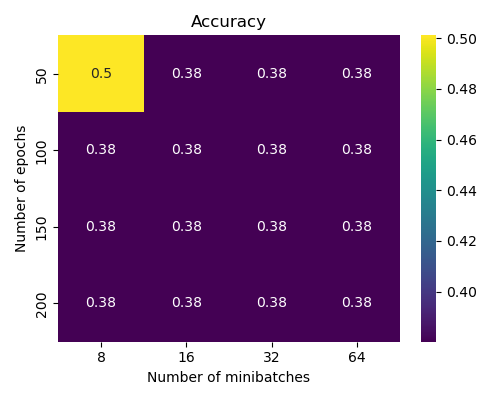 Accuracy
Number of epochs
50 0.5 0.38 0.38 0.38
100 0.38 0.38 0.38 0.38
150 0.38 0.38 0.38 0.38
200 0.38 0.38 0.38 0.38
8 16 32 64
Number of minibatches
0.50
0.48
0.46
0.44
0.42
0.40